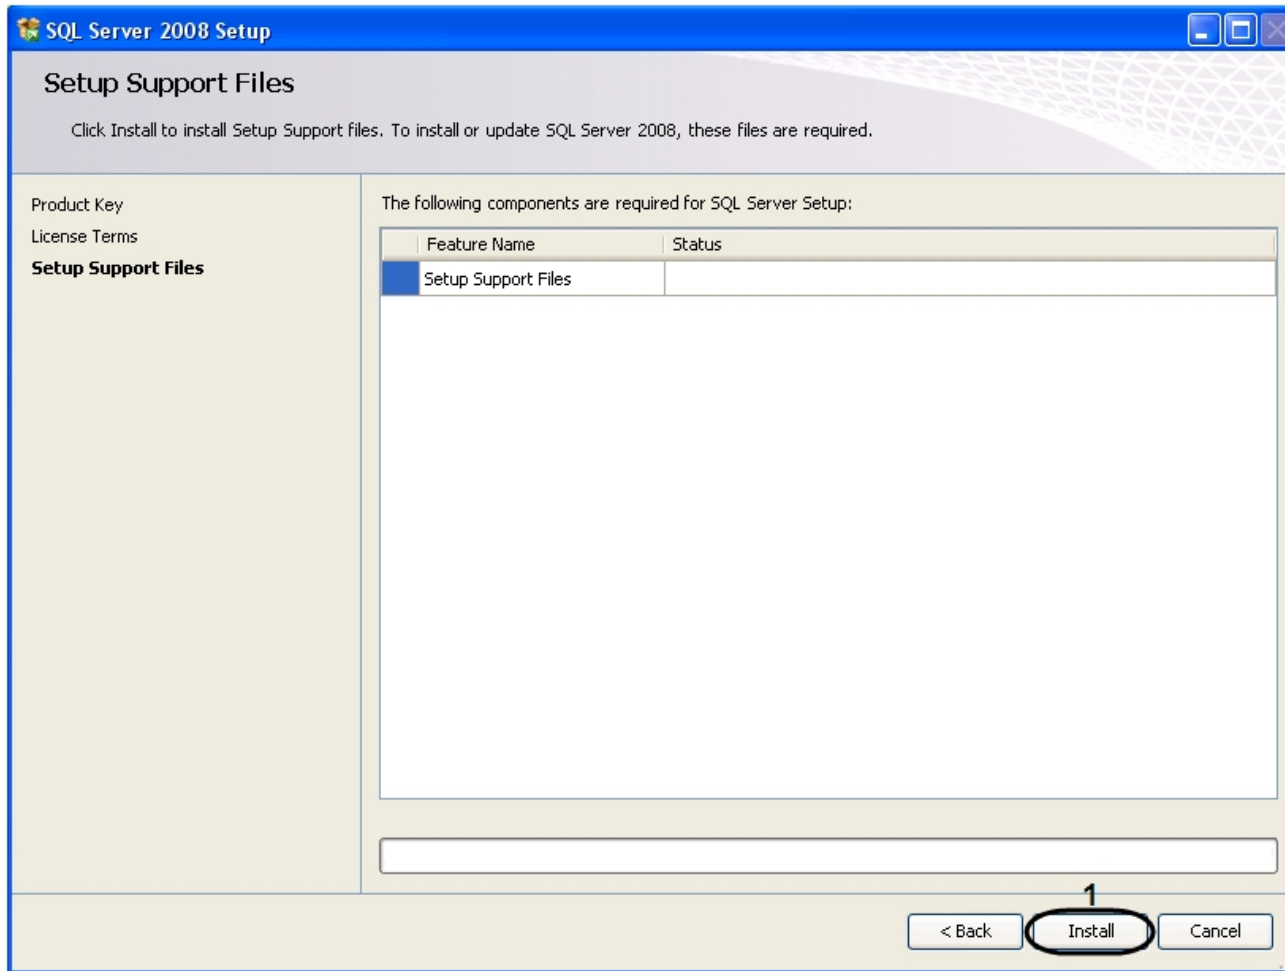 SQL Server 2008 Setup
Setup Support Files
Click Install to install Setup Support files. To install or update SQL Server 2008, these files are required.
Product Key
License Terms
Setup Support Files
The following components are required for SQL Server Setup:
Feature Name Status
Setup Support Files
1
< Back Install Cancel